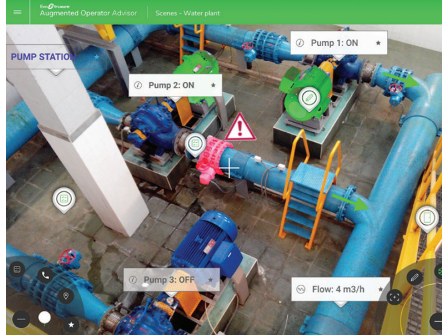 EcoStruxure
Augmented Operator Advisor
Scenes - Water plant
Pump 1: ON
PUMP STATION
Pump 2: ON
Pump 3: OFF
Flow: 4 m3/h